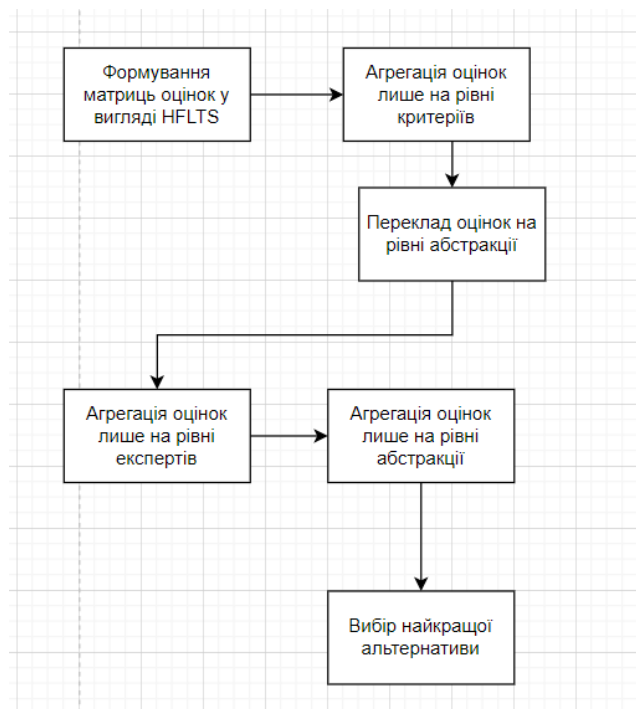 Формування
матриць оцінок у
вигляді HFLTS
Агрегація оцінок
лише на рівні
критеріїв
Переклад оцінок на
рівні абстракції
Агрегація оцінок
лише на рівні
експертів
Агрегація оцінок
лише на рівні
абстракції
Вибір найкращої
альтернативи